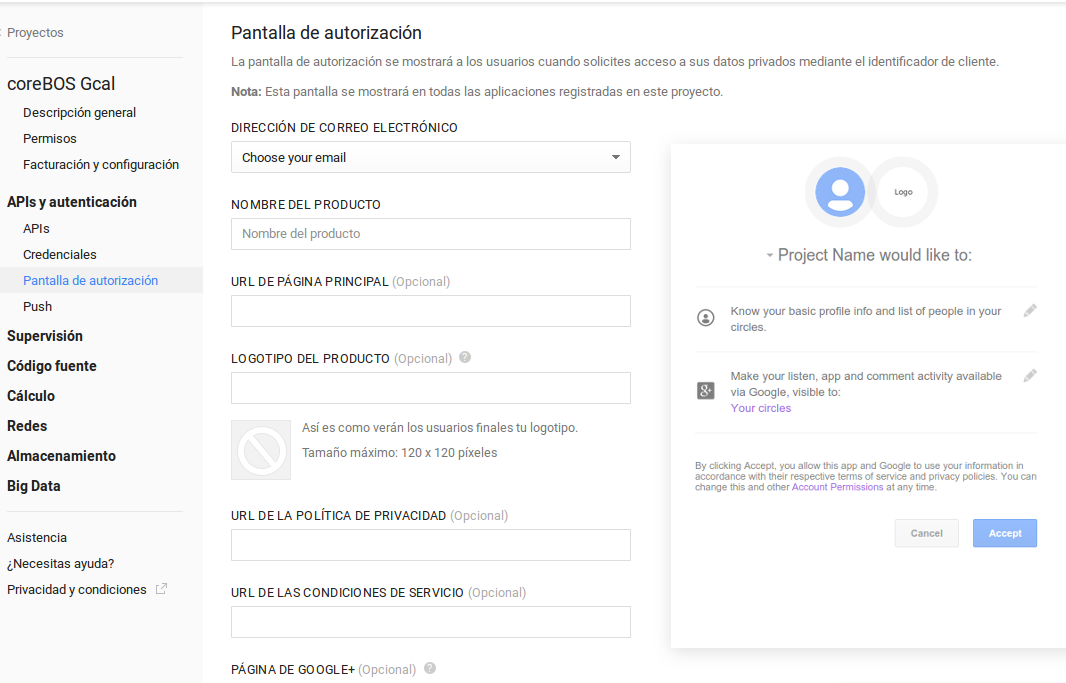 Proyectos
coreBOS Gcal
Descripción general
Permisos
Facturación y configuración
APIs y autenticación
APIs
Credenciales
Pantalla de autorización
Push
Supervisión
Código fuente
Cálculo
Redes
Almacenamiento
Big Data
Asistencia
¿Necesitas ayuda?
Privacidad y condiciones
Pantalla de autorización
La pantalla de autorización se mostrará a los usuarios cuando solicites acceso a sus datos privados mediante el identificador de cliente.
Nota: Esta pantalla se mostrará en todas las aplicaciones registradas en este proyecto.
DIRECCIÓN DE CORREO ELECTRÓNICO
Choose your email
NOMBRE DEL PRODUCTO
Nombre del producto
URL DE PÁGINA PRINCIPAL (Opcional)
LOGOTIPO DEL PRODUCTO (Opcional) ?
Así es como verán los usuarios finales tu logotipo.
Tamaño máximo: 120 x 120 píxeles
URL DE LA POLÍTICA DE PRIVACIDAD (Opcional)
URL DE LAS CONDICIONES DE SERVICIO (Opcional)
PÁGINA DE GOOGLE+ (Opcional) ?
Logo
Project Name would like to:
Know your basic profile info and list of people in your
circles.
g+
Make your listen, app and comment activity available
via Google, visible to:
Your circles
By clicking Accept, you allow this app and Google to use your information in
accordance with their respective terms of service and privacy policies. You can
change this and other Account Permissions at any time.
Cancel
Accept